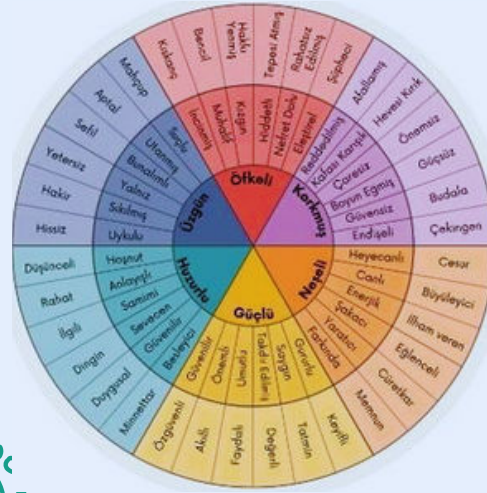 Öfkeli
Korkmuş
Neşeli
Güçlü
Huzurlu
Üzgün
İncinmiş
Muhalif
Kızgın
Hiddetli
Nefret Dolu
Eleştirel
Reddedilmiş
Kafası Karışık
Çaresiz
Boyun Eğmiş
Güvensiz
Endişeli
Heyecanlı
Canlı
Enerjik
Şakacı
Yaratıcı
Farkında
Gururlu
Saygın
Takdir Edilmiş
Umutlu
Önemli
Güvenilir
Besleyici
Güvenilir
Sevecen
Samimi
Anlayışlı
Hoşnut
Uykulu
Sıkılmış
Yalnız
Bunalımlı
Utanmış
Suçlu
Kıskanç
Bencil
Hakkı
Yenmiş
Tepesi Atmış
Rahatsız
Edilmiş
Şüpheci
Afallamış
Hevesi Kırık
Önemsiz
Güçsüz
Budala
Çekingen
Cesur
Büyüleyici
İlham veren
Eğlenceli
Cüretkar
Memnun
Keyifli
Tatmin
Değerli
Faydalı
Akıllı
Özgüvenli
Minnettar
Duygusal
Dingin
İlgili
Rahat
Düşünceli
Hissiz
Hakir
Yetersiz
Sefil
Aptal
Mahçup